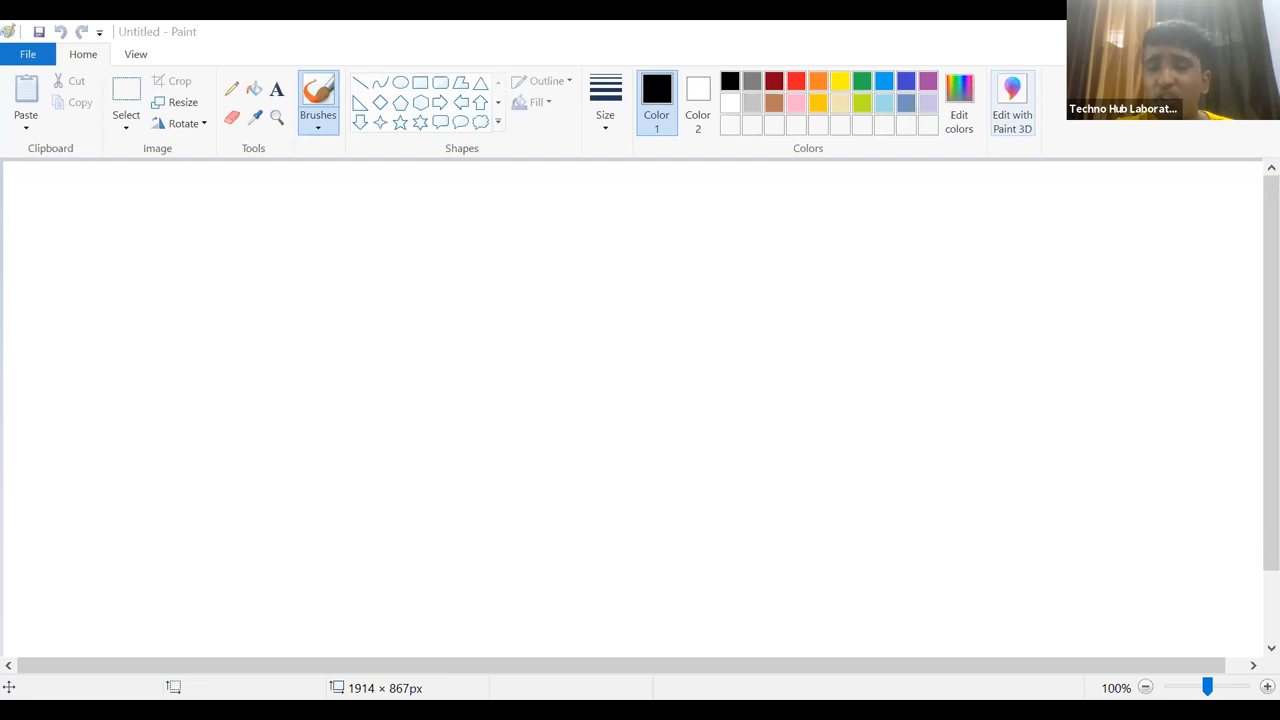 Untitled - Paint
File Home View
Paste
Cut
Copy
Clipboard
Select
Crop
Resize
Rotate
Image
A
Tools
Brushes
Shapes
Outline
Fill
Size
Color 1
Color 2
Colors
Edit colors
Edit with Paint 3D
Techno Hub Laborat...
1914 × 867px
100%